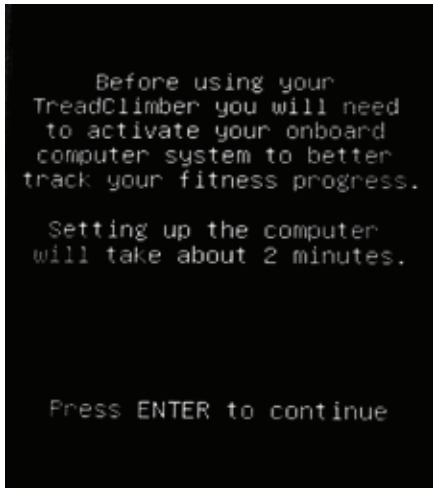 Before using your
TreadClimber you will need
to activate your onboard
computer system to better
track your fitness progress.
Setting up the computer
will take about 2 minutes.
Press ENTER to continue